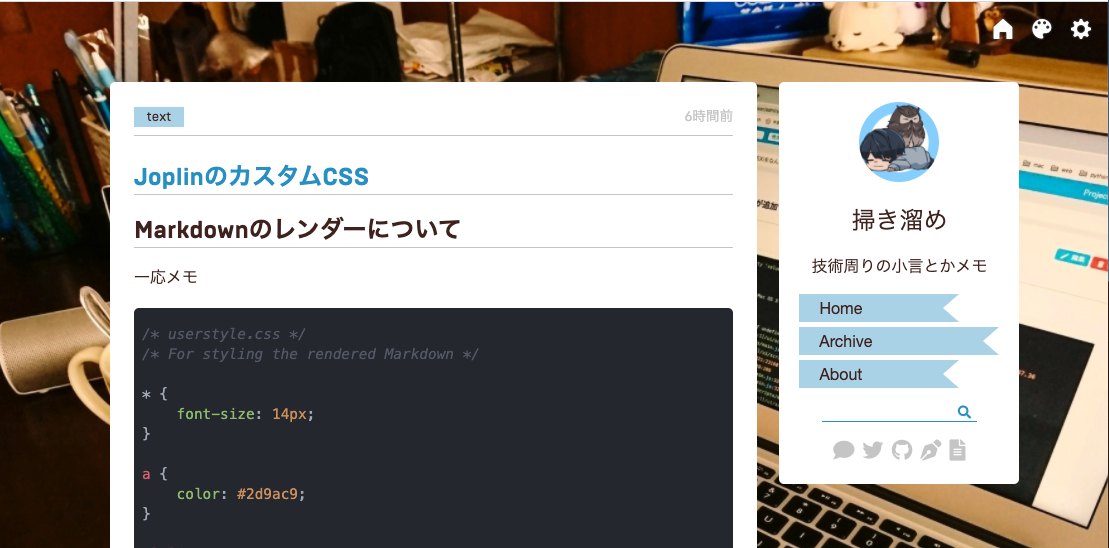 text
6時間前
JoplinのカスタムCSS
Markdownのレンダーについて
一応メモ
/* userstyle.css */
/* For styling the rendered Markdown */
* {
font-size: 14px;
}
a {
color: #2d9ac9;
}
掃き溜め
技術周りの小言とかメモ
Home
Archive
About